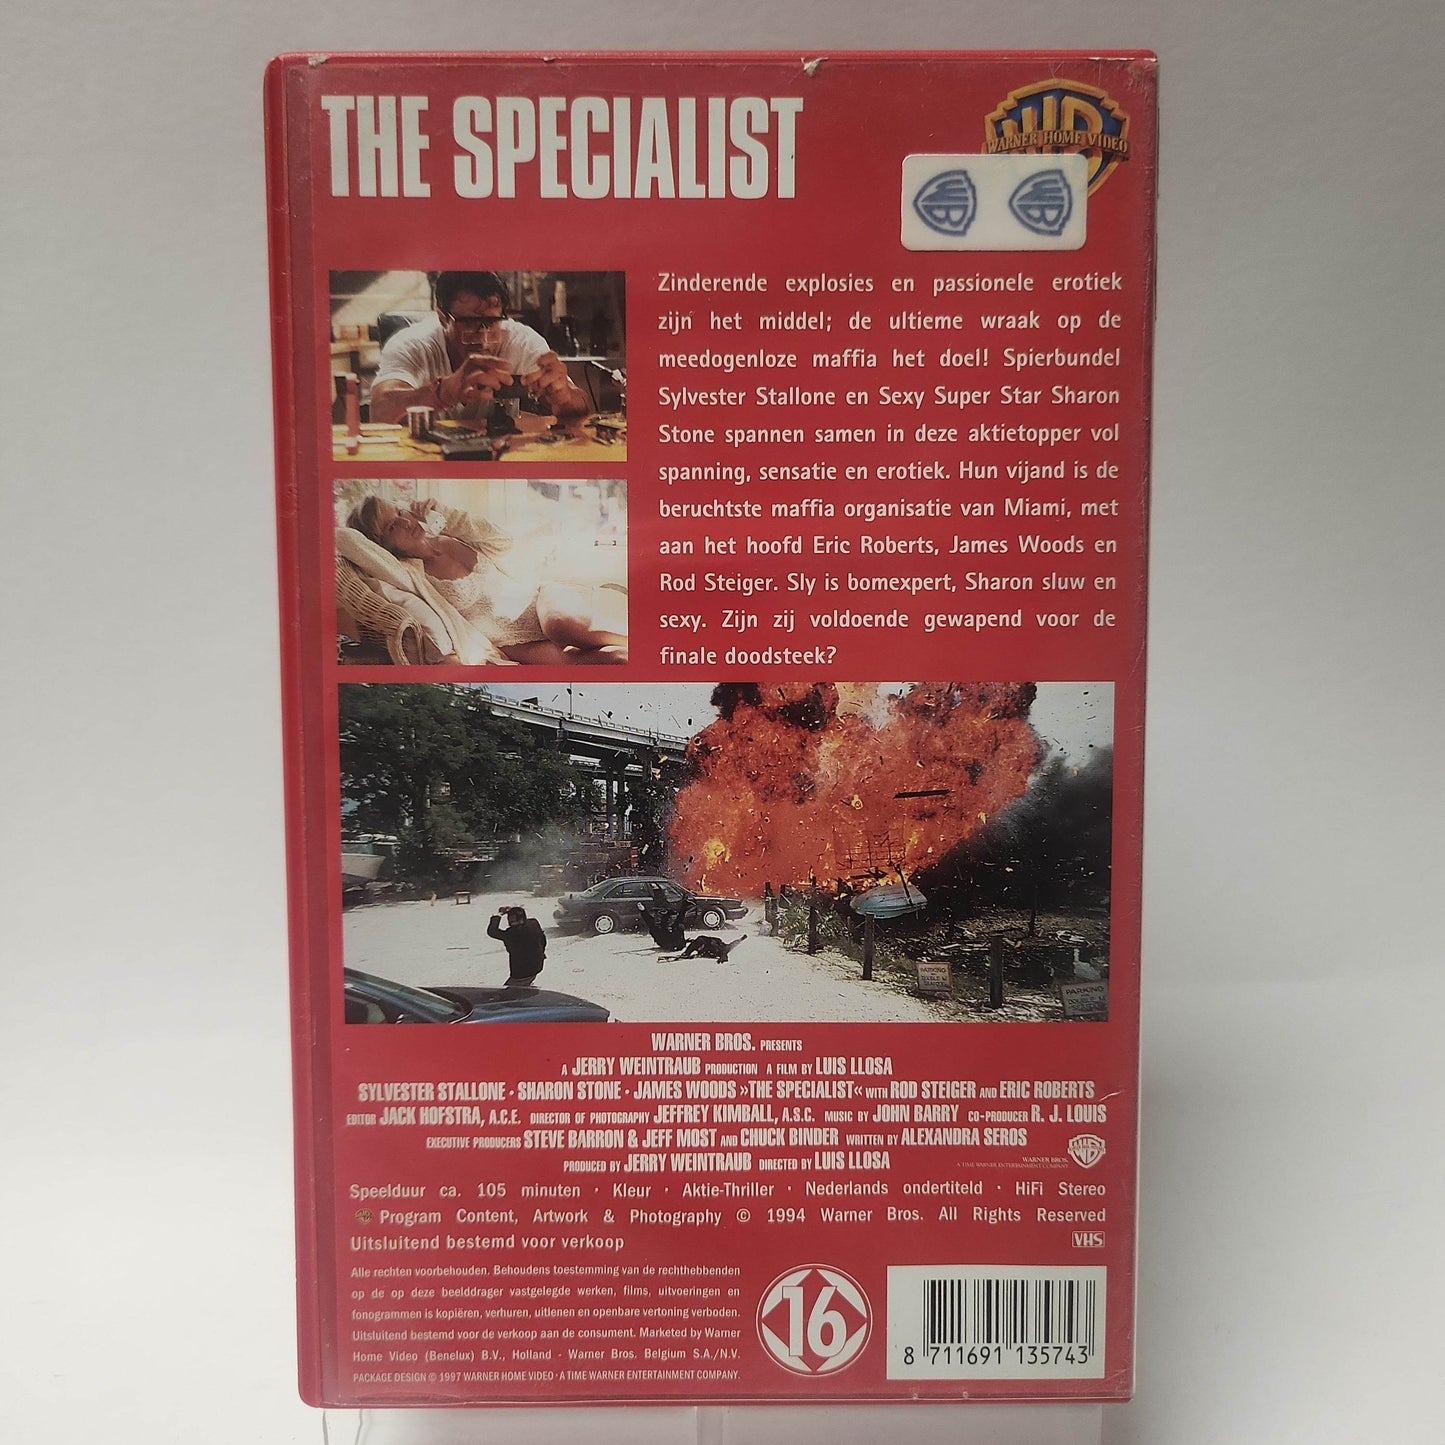 THE SPECIALIST
WARNER HOME VIDEO
WB WB
Zinderende explosies en passionele erotiek
zijn het middel; de ultieme wraak op de
meedogenloze maffia het doel! Spierbundel
Sylvester Stallone en Sexy Super Star Sharon
Stone spannen samen in deze aktietopper vol
spanning, sensatie en erotiek. Hun vijand is de
beruchtste maffia organisatie van Miami, met
aan het hoofd Eric Roberts, James Woods en
Rod Steiger. Sly is bomexpert, Sharon sluw en
sexy. Zijn zij voldoende gewapend voor de
finale doodsteek?
PARKING
PARKING
WARNER BROS. PRESENTS
A JERRY WEINTRAUB PRODUCTION A FILM BY LUIS LLOSA
SYLVESTER STALLONE · SHARON STONE · JAMES WOODS »THE SPECIALIST« WITH ROD STEIGER AND ERIC ROBERTS
EDITOR JACK HOFSTRA, A.C.E. DIRECTOR OF PHOTOGRAPHY JEFFREY KIMBALL, A.S.C. MUSIC BY JOHN BARRY CO-PRODUCER R. J. LOUIS
EXECUTIVE PRODUCERS STEVE BARRON & JEFF MOST AND CHUCK BINDER WRITTEN BY ALEXANDRA SEROS
PRODUCED BY JERRY WEINTRAUB DIRECTED BY LUIS LLOSA
WARNER BROS.
A TIME WARNER ENTERTAINMENT COMPANY
Speelduur ca. 105 minuten · Kleur · Aktie-Thriller · Nederlands ondertiteld · HiFi Stereo
Program Content, Artwork & Photography © 1994 Warner Bros. All Rights Reserved
Uitsluitend bestemd voor verkoop
VHS
Alle rechten voorbehouden. Behoudens toestemming van de rechthebbenden
op de op deze beelddrager vastgelegde werken, films, uitvoeringen en
fonogrammen is kopiëren, verhuren, uitlenen en openbare vertoning verboden.
Uitsluitend bestemd voor de verkoop aan de consument. Marketed by Warner
Home Video (Benelux) B.V., Holland - Warner Bros. Belgium S.A./N.V.
PACKAGE DESIGN © 1997 WARNER HOME VIDEO · A TIME WARNER ENTERTAINMENT COMPANY.
16
8 711691 135743